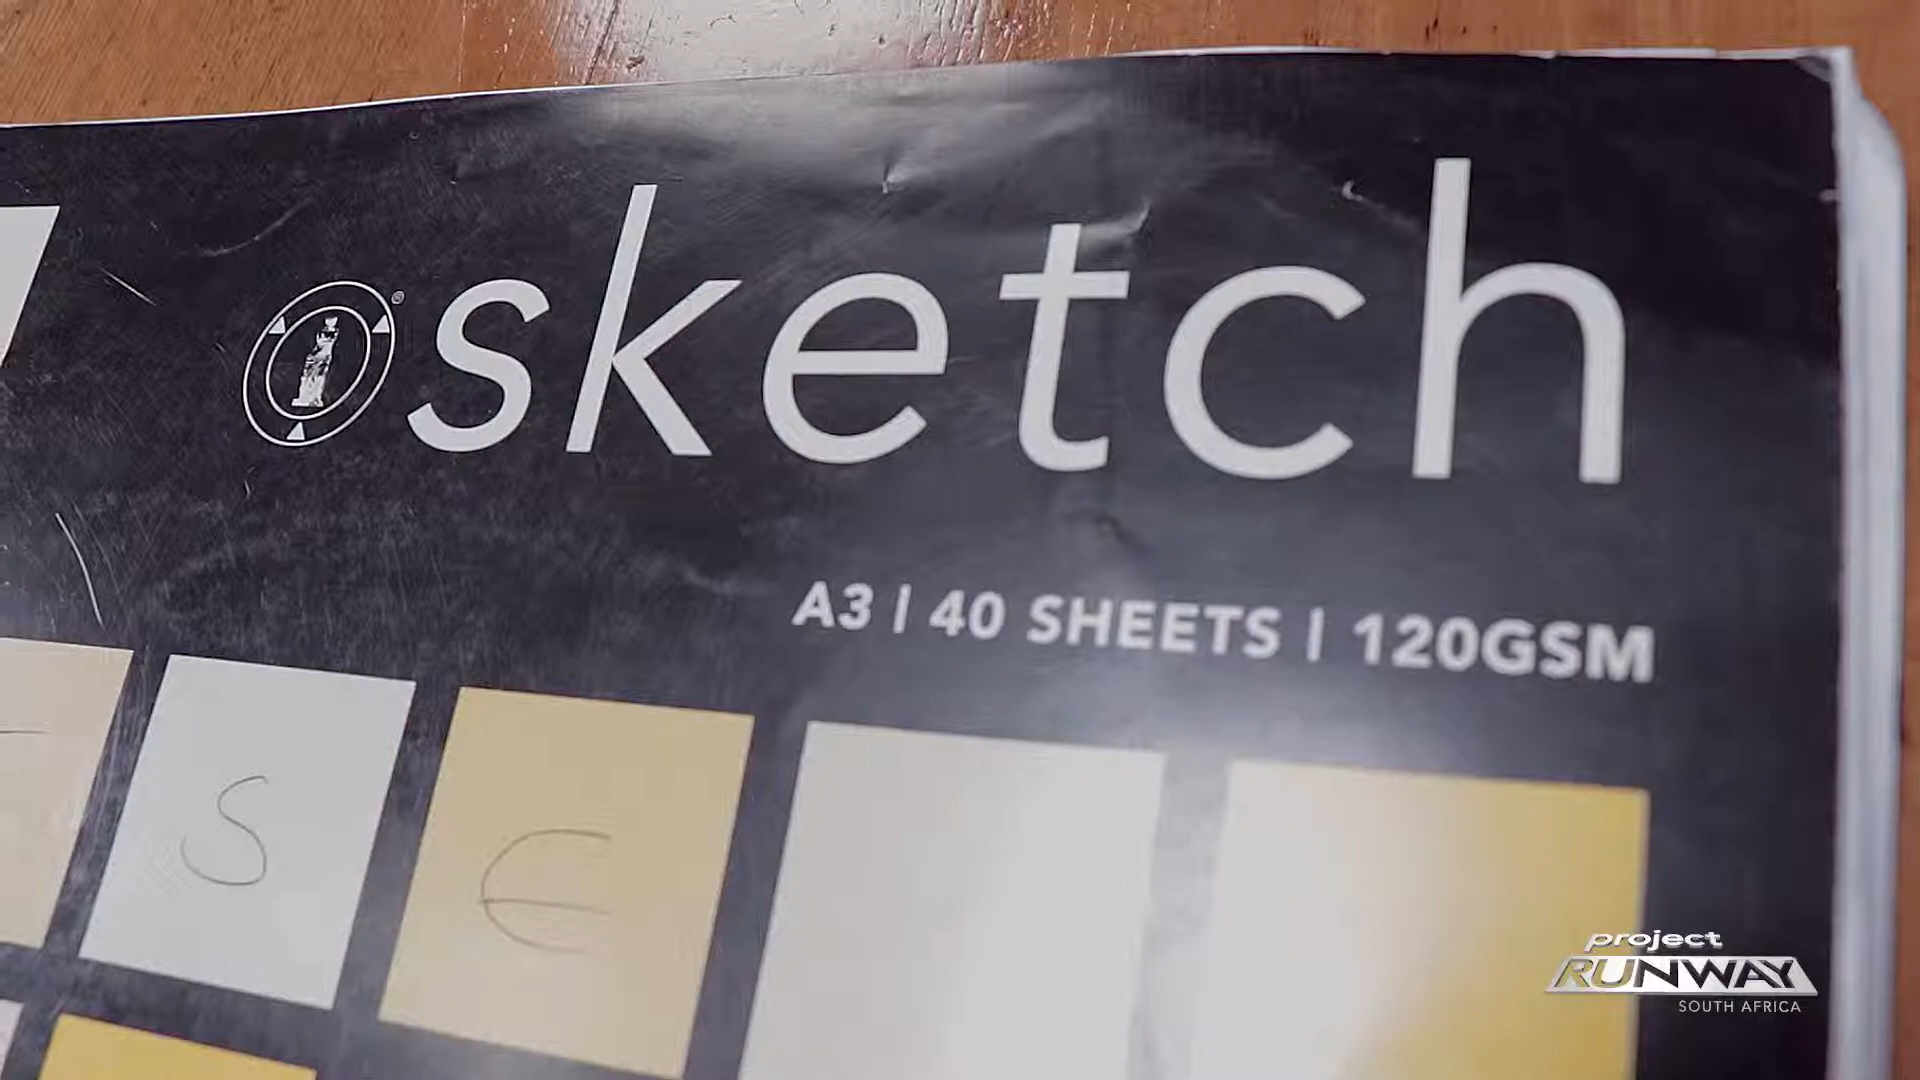 sketch
A3 | 40 SHEETS | 120GSM
S E
project
RUNWAY
SOUTH AFRICA